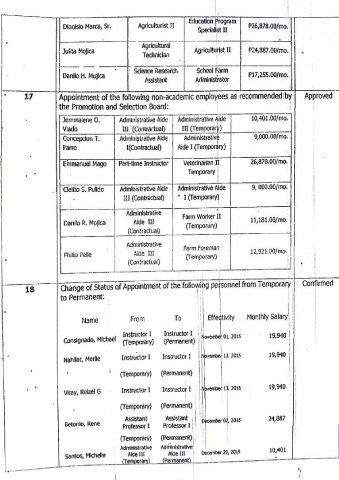 Dionisio Marca, Sr. Agriculturist II Education Program Specialist II P26,878.00/mo.
Julita Mojica Agricultural Technician Agriculturist II P24,887.00/mo.
Danilo H. Mojica Science Research Assistant School Farm Administrator P17,255.00/mo.
17 Appointment of the following non-academic employees as recommended by Approved
the Promotion and Selection Board:
Jermalene D. Viado Administrative Aide III (Contractual) Administrative Aide III (Temporary) 10,401.00/mo.
Concepcion T. Farro Administrative Aide I(Contractual) Administrative Aide I (Temporary) 9,000.00/mo.
Emmanuel Mago Part-time Instructor Veterinarian II Temporary 26,878.00/mo.
Clelito S. Pulido Administrative Aide III (Contractual) Administrative Aide I (Temporary) 9,000.00/mo.
Danilo R. Mojica Administrative Aide III (Contractual) Farm Worker II (Temporary) 11,181.00/mo.
Philip Pelle Administrative Aide III (Contractual) Farm Foreman (Temporary) 12,921.00/mo.
18 Change of Status of Appointment of the following personnel from Temporary Confirmed
to Permanent:
Name From To Effectivity Monthly Salary
Consignado, Michael Instructor I (Temporary) Instructor I (Permanent) November 01, 2015 19,940
Nahilat, Merlie Instructor I (Temporary) Instructor I (Permanent) November 13, 2015 19,940
Viray, Reizel G. Instructor I (Temporary) Instructor I (Permanent) November 13, 2015 19,940
Betonio, Rene Assistant Professor I (Temporary) Assistant Professor I (Permanent) December 02, 2015 24,887
Santos, Michelle Administrative Aide III (Temporary) Administrative Aide III (Permanent) December 29, 2015 10,401